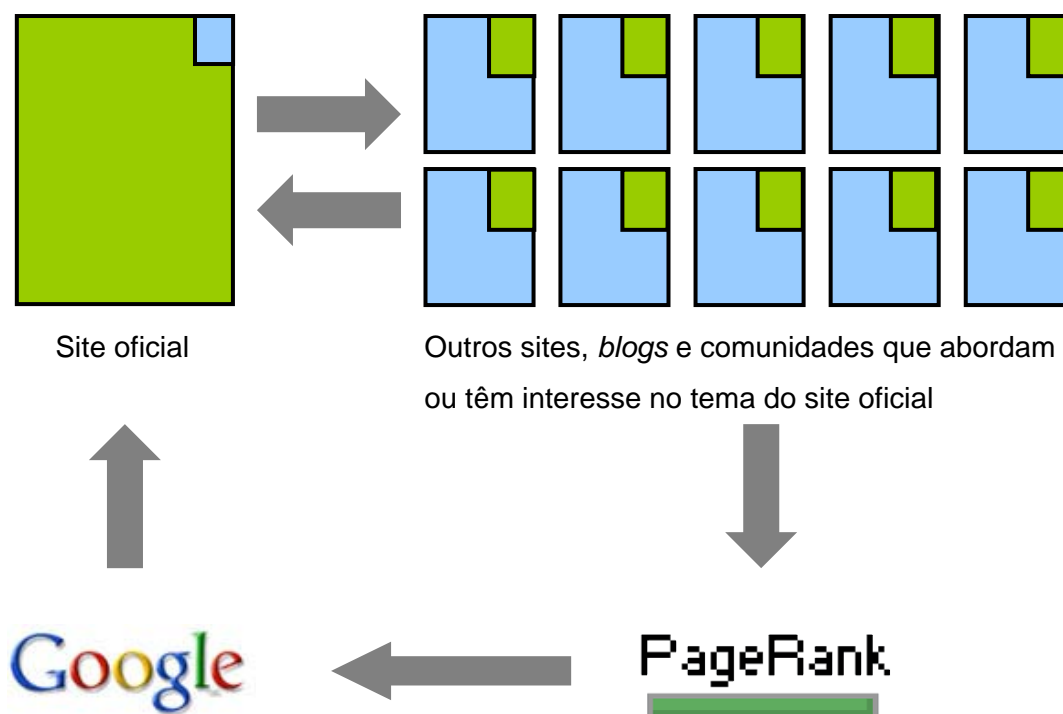 Site oficial
Outros sites, blogs e comunidades que abordam
ou têm interesse no tema do site oficial
Google
PageRank